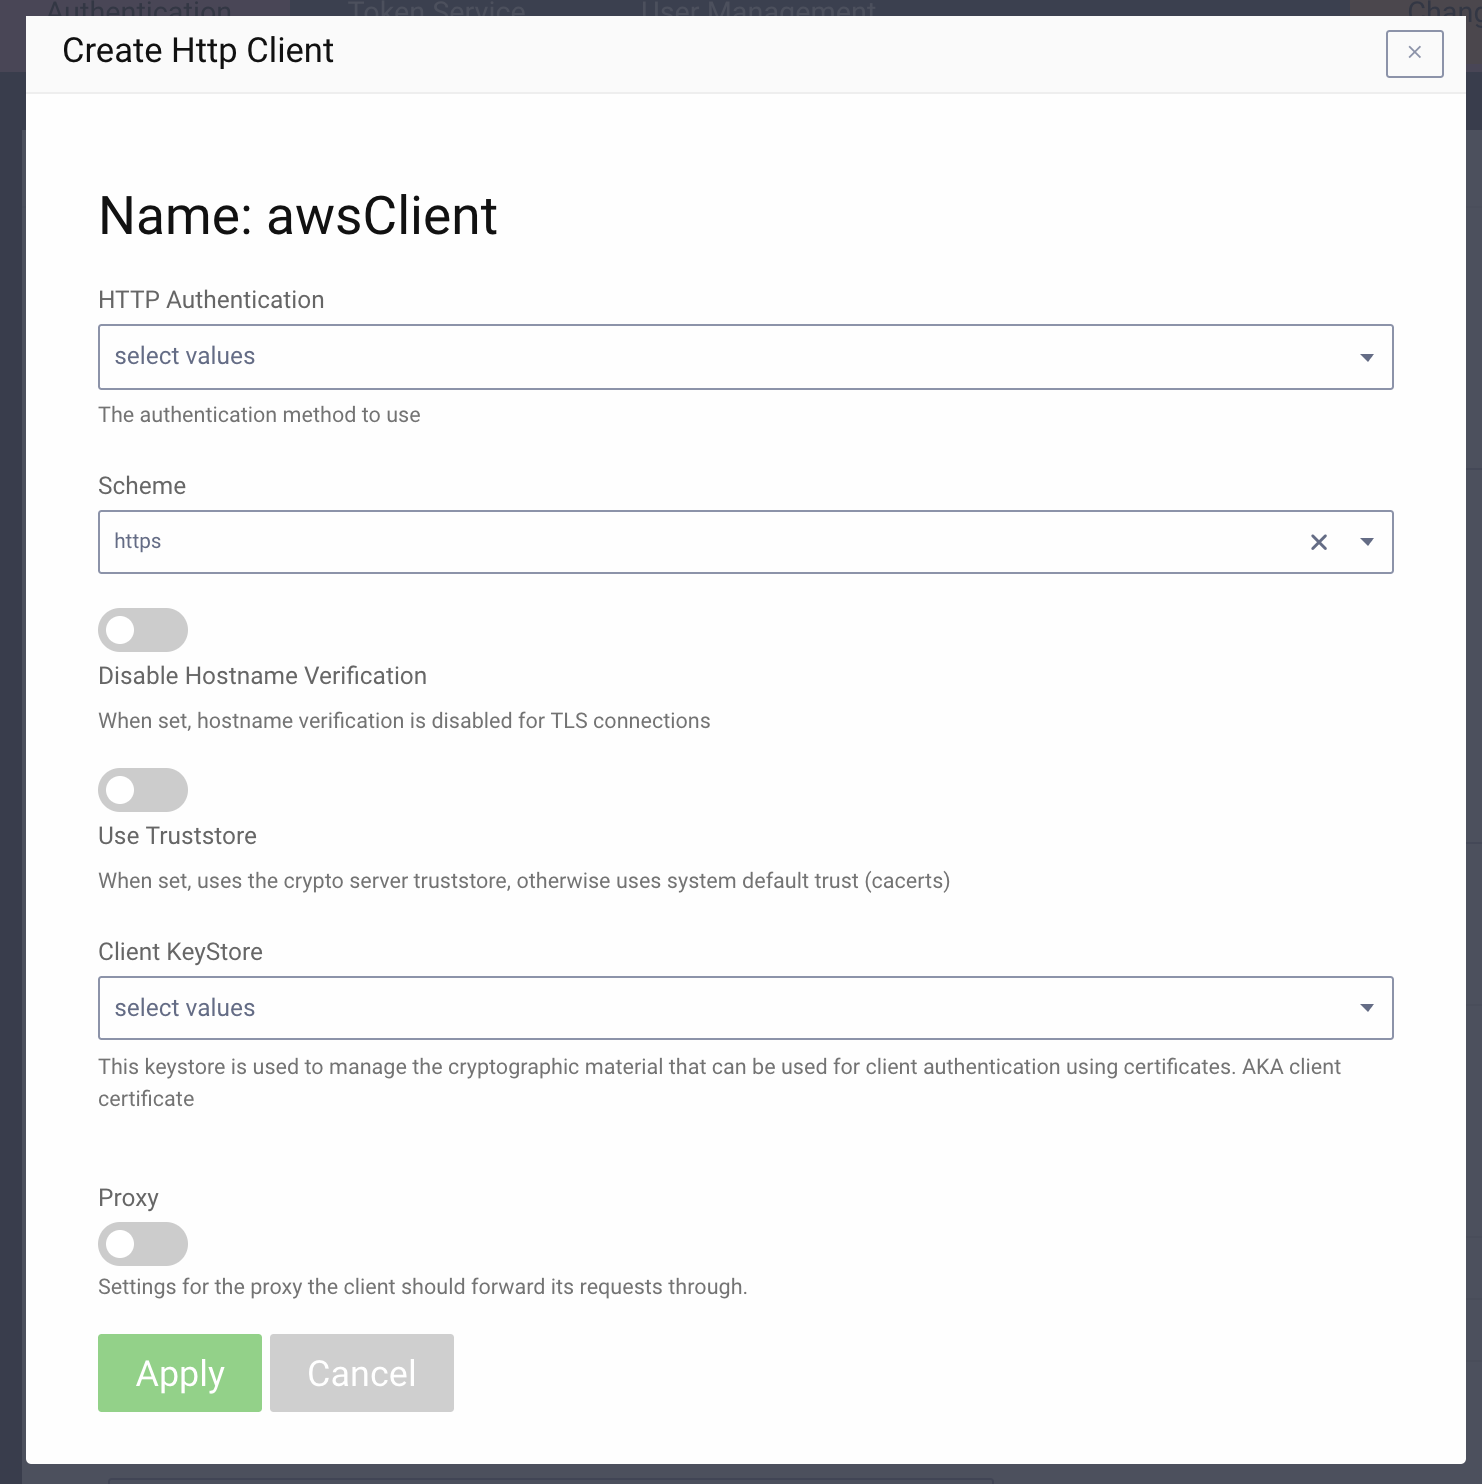 Authentication Token Service User Management
Create Http Client
Name: awsClient
HTTP Authentication
select values
The authentication method to use
Scheme
https
Disable Hostname Verification
When set, hostname verification is disabled for TLS connections
Use Truststore
When set, uses the crypto server truststore, otherwise uses system default trust (cacerts)
Client KeyStore
select values
This keystore is used to manage the cryptographic material that can be used for client authentication using certificates. AKA client
certificate
Proxy
Settings for the proxy the client should forward its requests through.
Apply Cancel